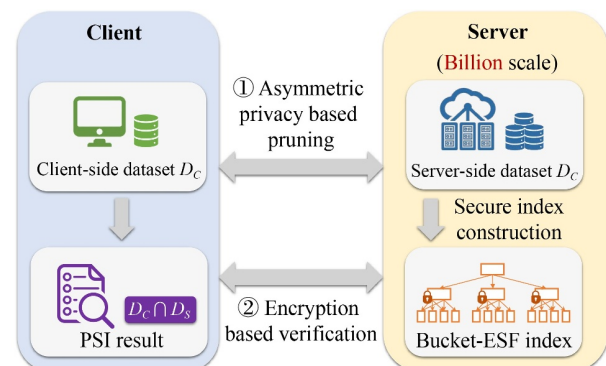 Client
Client-side dataset D_C
D_C ∩ D_S
PSI result
① Asymmetric
privacy based
pruning
② Encryption
based verification
Server
(Billion scale)
Server-side dataset D_C
Secure index
construction
Bucket-ESF index